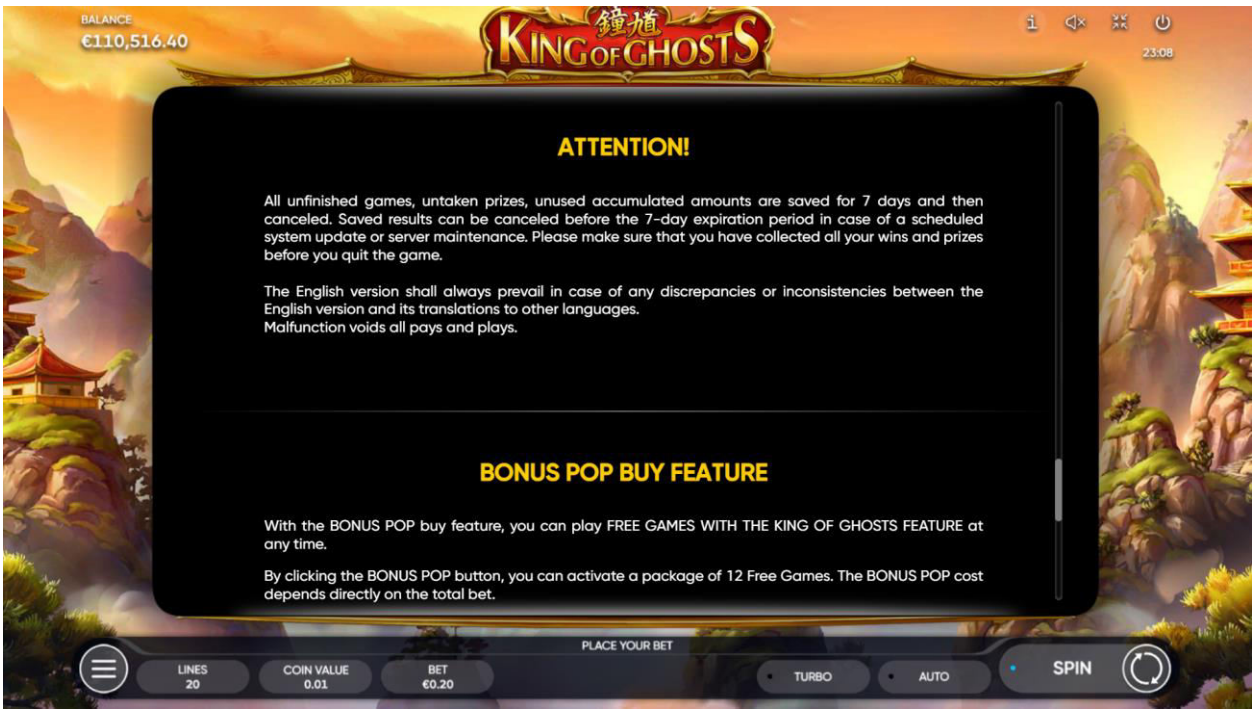 BALANCE
€110,516.40
鐘馗
KING OF GHOSTS
23:08
ATTENTION!
All unfinished games, untaken prizes, unused accumulated amounts are saved for 7 days and then
canceled. Saved results can be canceled before the 7-day expiration period in case of a scheduled
system update or server maintenance. Please make sure that you have collected all your wins and prizes
before you quit the game.
The English version shall always prevail in case of any discrepancies or inconsistencies between the
English version and its translations to other languages.
Malfunction voids all pays and plays.
BONUS POP BUY FEATURE
With the BONUS POP buy feature, you can play FREE GAMES WITH THE KING OF GHOSTS FEATURE at
any time.
By clicking the BONUS POP button, you can activate a package of 12 Free Games. The BONUS POP cost
depends directly on the total bet.
PLACE YOUR BET
LINES
20
COIN VALUE
0.01
BET
€0.20
TURBO
AUTO
SPIN